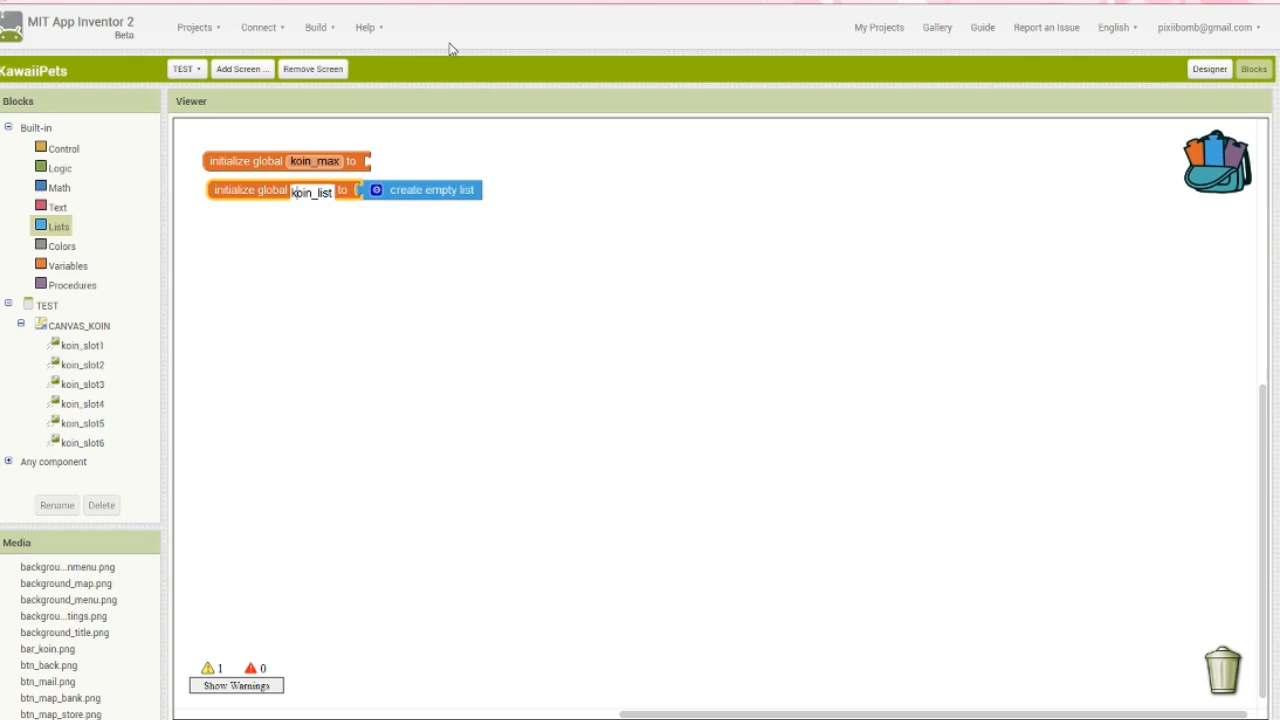 MIT App Inventor 2
Beta
Projects Connect Build Help My Projects Gallery Guide Report an Issue English pixiibomb@gmail.com
KawaiiPets TEST Add Screen ... Remove Screen Designer Blocks
Blocks
Viewer
Built-in
Control
Logic
Math
Text
Lists
Colors
Variables
Procedures
TEST
CANVAS_KOIN
koin_slot1
koin_slot2
koin_slot3
koin_slot4
koin_slot5
koin_slot6
Any component
Rename Delete
Media
backgrou...nmenu.png
background_map.png
background_menu.png
backgrou...tings.png
background_title.png
bar_koin.png
btn_back.png
btn_mail.png
btn_map_bank.png
btn_map_store.png
initialize global koin_max to
initialize global koin_list to create empty list
1 0
Show Warnings